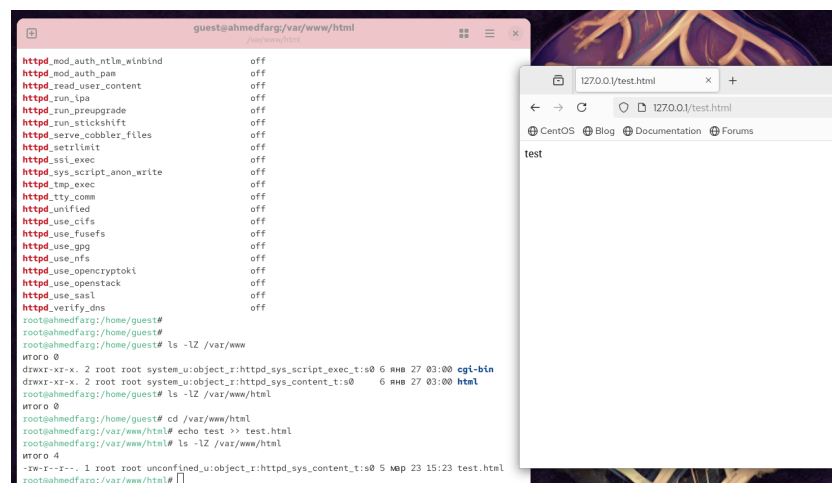 guest@ahmedfarg:/var/www/html
/var/www/html
httpd_mod_auth_ntlm_winbind off
httpd_mod_auth_pam off
httpd_read_user_content off
httpd_run_ipa off
httpd_run_preupgrade off
httpd_run_stickshift off
httpd_serve_cobbler_files off
httpd_setrlimit off
httpd_ssi_exec off
httpd_sys_script_anon_write off
httpd_tmp_exec off
httpd_tty_comm off
httpd_unified off
httpd_use_cifs off
httpd_use_fusefs off
httpd_use_gpg off
httpd_use_nfs off
httpd_use_opencryptoki off
httpd_use_openstack off
httpd_use_sasl off
httpd_verify_dns off
root@ahmedfarg:/home/guest#
root@ahmedfarg:/home/guest#
root@ahmedfarg:/home/guest# ls -lZ /var/www
итого 0
drwxr-xr-x. 2 root root system_u:object_r:httpd_sys_script_exec_t:s0 6 янв 27 03:00 cgi-bin
drwxr-xr-x. 2 root root system_u:object_r:httpd_sys_content_t:s0 6 янв 27 03:00 html
root@ahmedfarg:/home/guest# ls -lZ /var/www/html
итого 0
root@ahmedfarg:/home/guest# cd /var/www/html
root@ahmedfarg:/var/www/html# echo test >> test.html
root@ahmedfarg:/var/www/html# ls -lZ /var/www/html
итого 4
-rw-r--r--. 1 root root unconfined_u:object_r:httpd_sys_content_t:s0 5 мар 23 15:23 test.html
root@ahmedfarg:/var/www/html#
127.0.0.1/test.html
127.0.0.1/test.html
CentOS Blog Documentation Forums
test